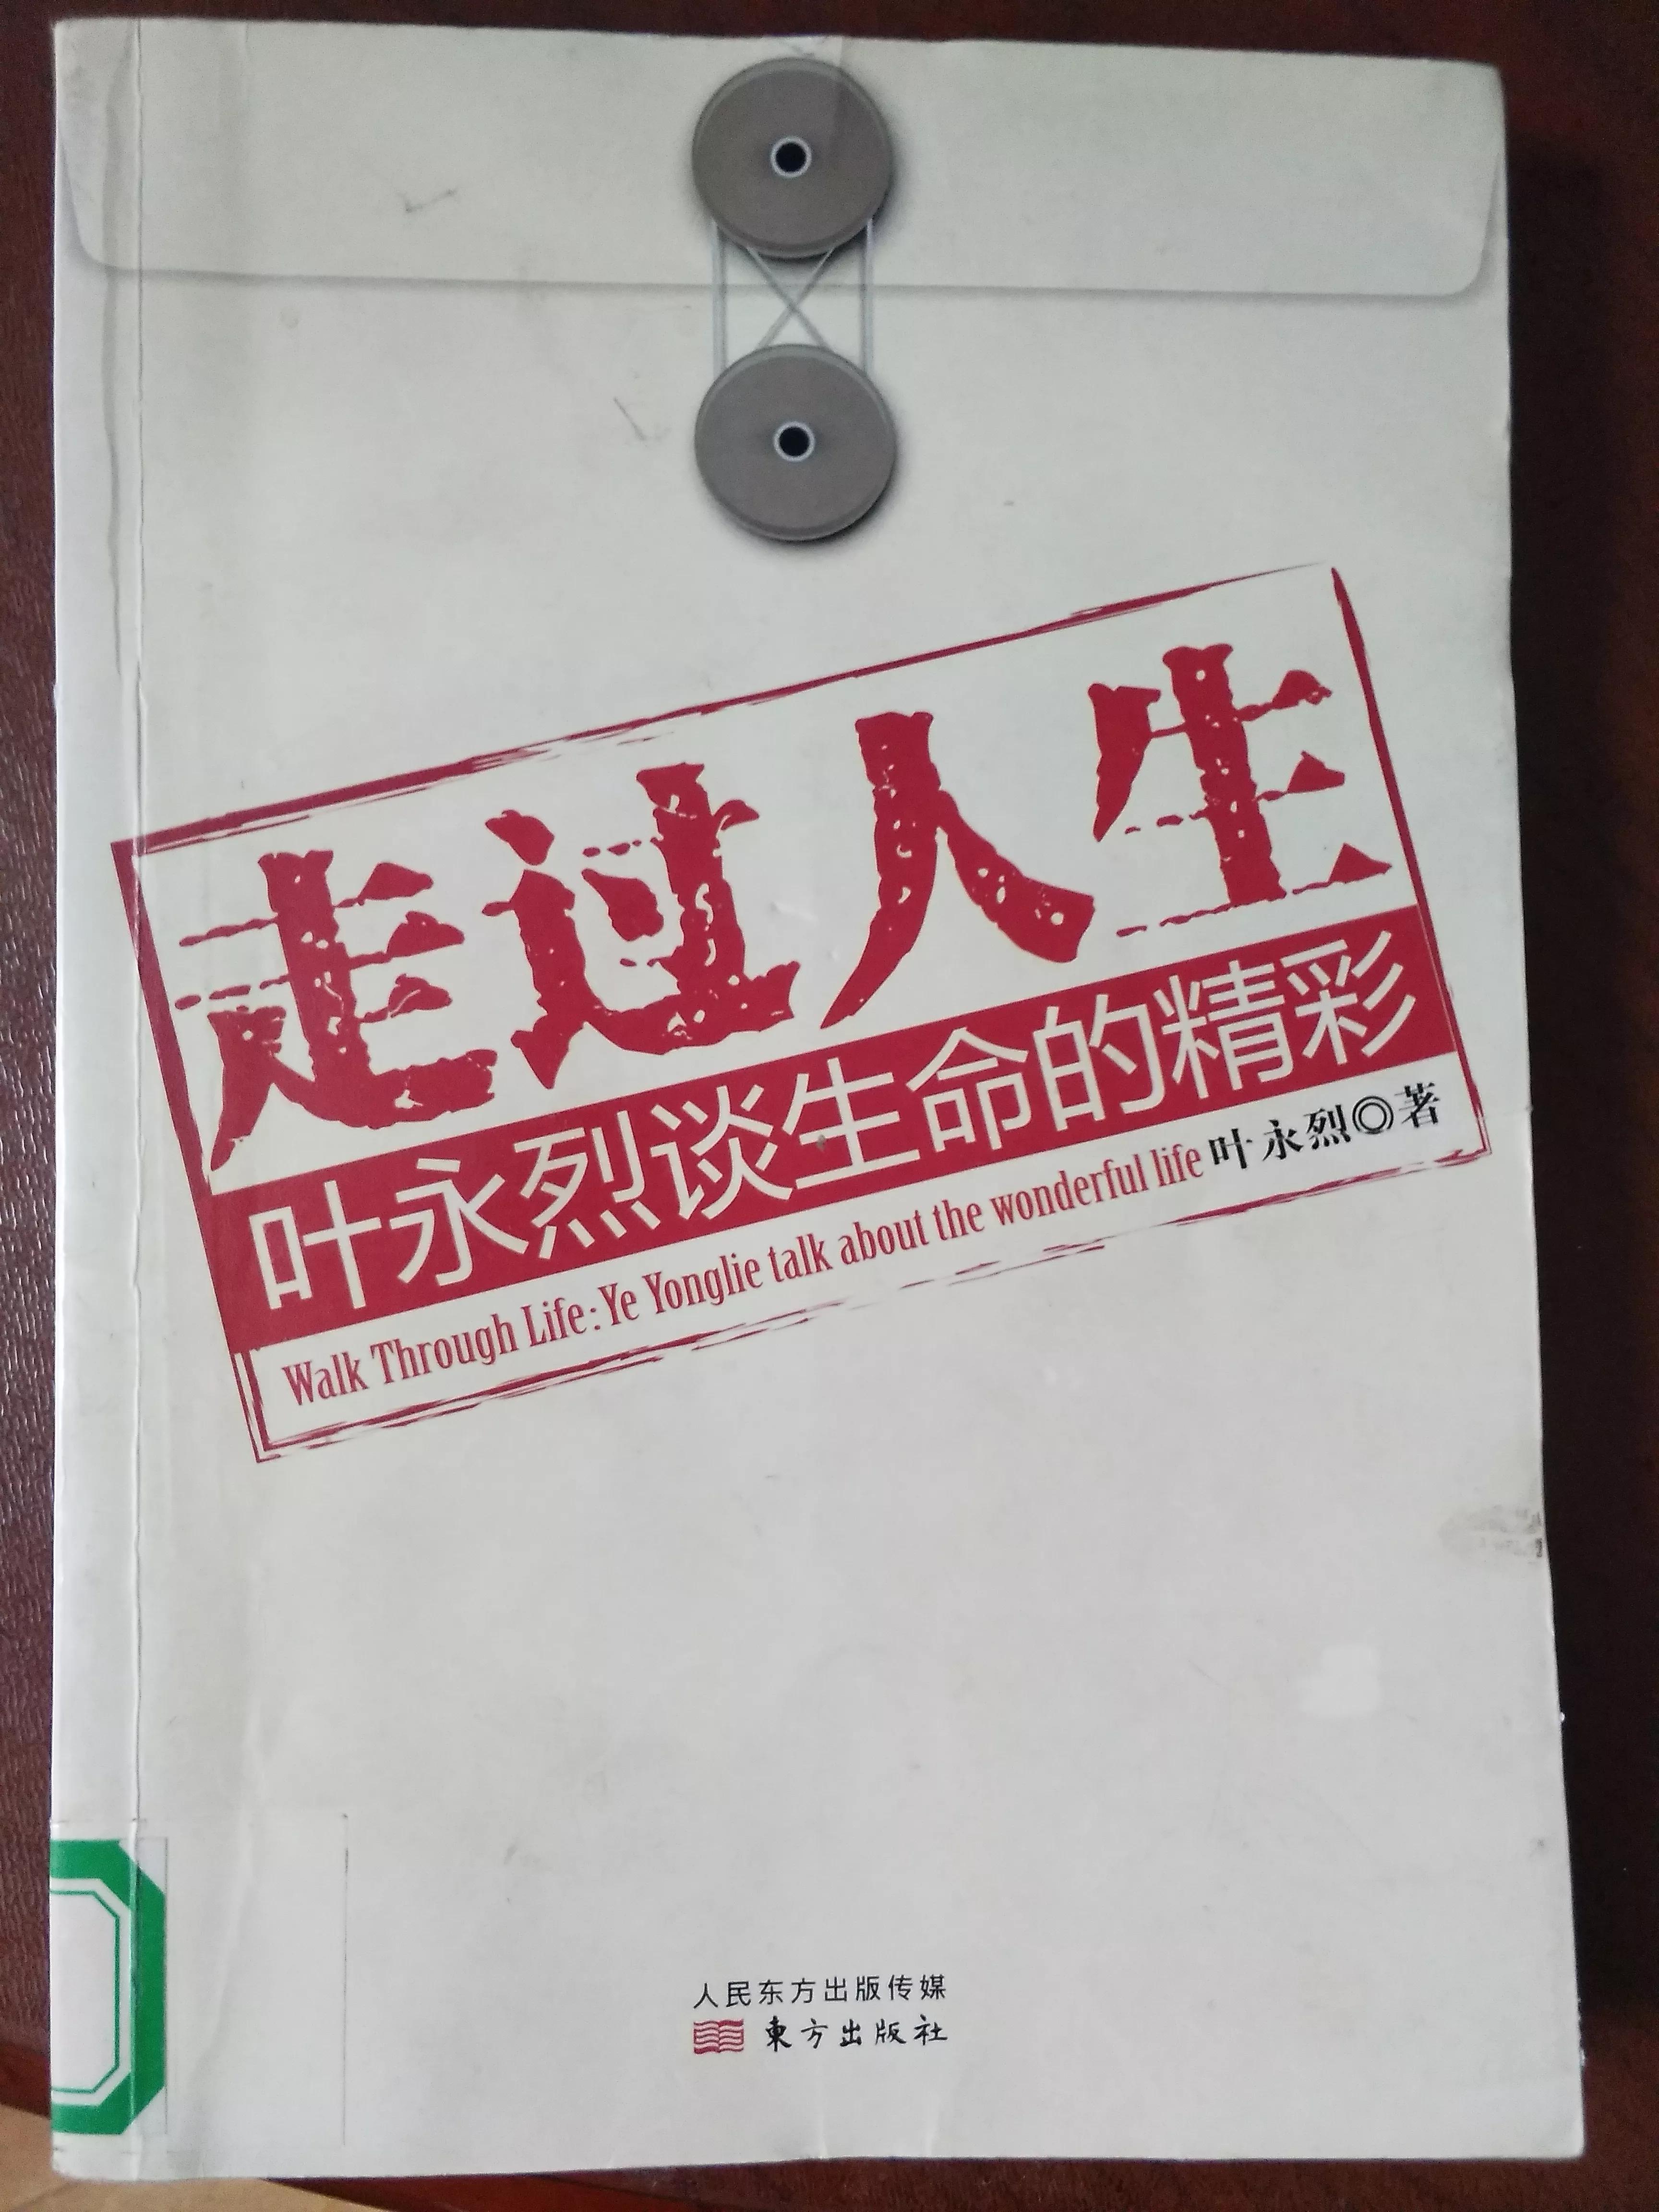 走过人生
叶永烈谈生命的精彩
Walk Through Life:Ye Yonglie talk about the wonderful life 叶永烈◎著
人民东方出版传媒
東方出版社